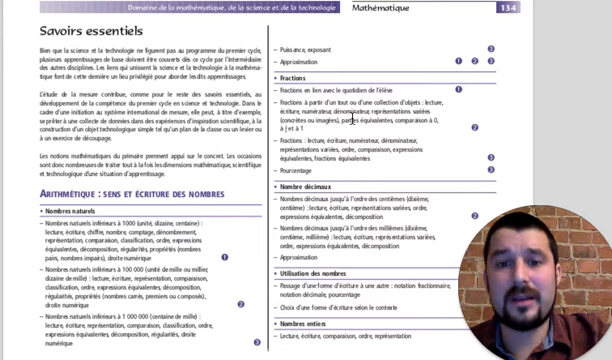 Domaine de la mathématique, de la science et de la technologie Mathématique 134
Savoirs essentiels
Bien que la science et la technologie ne figurent pas au programme du premier cycle,
plusieurs apprentissages de base doivent être couverts dès ce cycle par l'intermédiaire
des autres disciplines. Les liens qui unissent la science et la technologie à la mathéma-
tique font de cette dernière un lieu privilégié pour aborder les dits apprentissages.
L'étude de la mesure contribue, comme pour le reste des savoirs essentiels, au
développement de la compétence du premier cycle en science et technologie. Dans le
cadre d'une initiation au système international de mesure, elle peut, à titre d'exemple,
se prêter à une collecte de données dans des expériences d'inspiration scientifique, à la
construction d'un objet technologique simple tel qu'un plan de la classe ou un levier ou
à un exercice de découpage.
Les notions mathématiques du primaire prennent appui sur le concret. Les occasions
sont donc nombreuses de traiter tout à la fois les dimensions mathématique, scientifique
et technologique d'une situation d'apprentissage.
ARITHMÉTIQUE : SENS ET ÉCRITURE DES NOMBRES
• Nombres naturels
– Nombres naturels inférieurs à 1000 (unité, dizaine, centaine) :
lecture, écriture, chiffre, nombre, comptage, dénombrement,
représentation, comparaison, classification, ordre, expressions
équivalentes, décomposition, régularités, propriétés (nombres
pairs, nombres impairs), droite numérique 1
– Nombres naturels inférieurs à 100 000 (unité de mille ou millier,
dizaine de mille) : lecture, écriture, représentation, comparaison,
classification, ordre, expressions équivalentes, décomposition,
régularités, propriétés (nombres carrés, premiers ou composés),
droite numérique 2
– Nombres naturels inférieurs à 1 000 000 (centaine de mille) :
lecture, écriture, représentation, comparaison, classification, ordre,
expressions équivalentes, décomposition, régularités, droite
numérique 3
– Puissance, exposant 3
– Approximation 1 2 3
• Fractions
– Fractions en lien avec le quotidien de l'élève 1
– Fractions à partir d'un tout ou d'une collection d'objets : lecture,
écriture, numérateur, dénominateur, représentations variées
(concrètes ou imagées), parties équivalentes, comparaison à 0,
à ½ et à 1 2
– Fractions : lecture, écriture, numérateur, dénominateur,
représentations variées, ordre, comparaison, expressions
équivalentes, fractions équivalentes 3
– Pourcentage 3
• Nombre décimaux
– Nombres décimaux jusqu'à l'ordre des centièmes (dixième,
centième) : lecture, écriture, représentations variées, ordre,
expressions équivalentes, décomposition 2
– Nombres décimaux jusqu'à l'ordre des millièmes (dixième,
centième, millième) : lecture, écriture, représentations variées,
ordre, expressions équivalentes, décomposition
– Approximation
• Utilisation des nombres
– Passage d'une forme d'écriture à une autre : notation fractionnaire,
notation décimale, pourcentage
– Choix d'une forme d'écriture selon le contexte
• Nombres entiers
– Lecture, écriture, comparaison, ordre, représentation